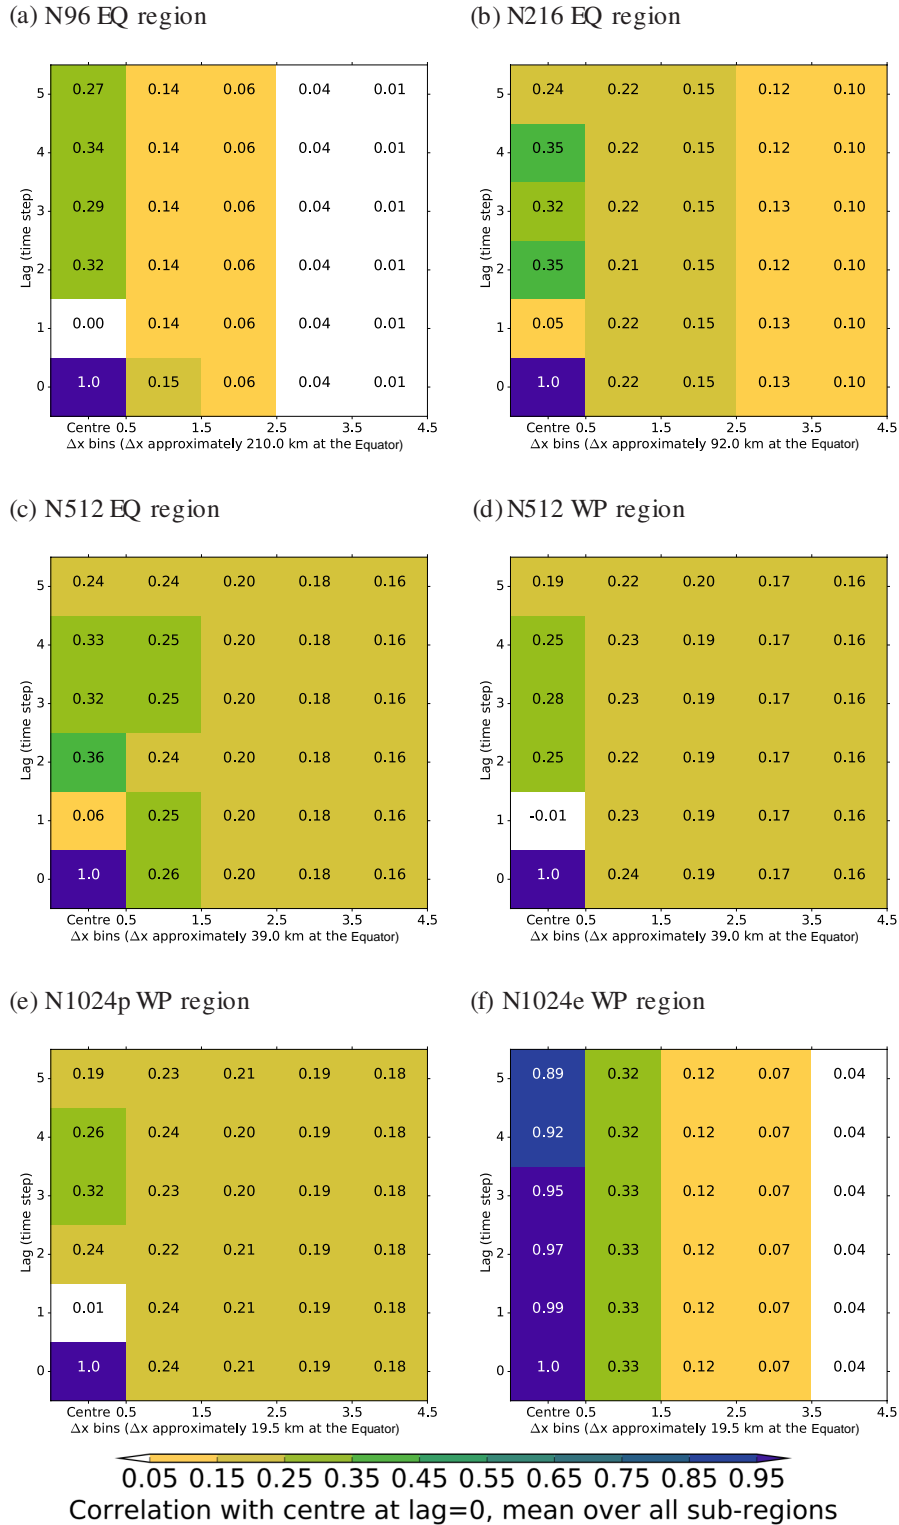 (a) N96 EQ region
(b) N216 EQ region
5 0.27 0.14 0.06 0.04 0.01
4 0.34 0.14 0.06 0.04 0.01
3 0.29 0.14 0.06 0.04 0.01
2 0.32 0.14 0.06 0.04 0.01
1 0.00 0.14 0.06 0.04 0.01
0 1.0 0.15 0.06 0.04 0.01
Lag (time step)
Centre 0.5 1.5 2.5 3.5 4.5
Δx bins (Δx approximately 210.0 km at the Equator)
5 0.24 0.22 0.15 0.12 0.10
4 0.35 0.22 0.15 0.12 0.10
3 0.32 0.22 0.15 0.13 0.10
2 0.35 0.21 0.15 0.12 0.10
1 0.05 0.22 0.15 0.13 0.10
0 1.0 0.22 0.15 0.13 0.10
Lag (time step)
Centre 0.5 1.5 2.5 3.5 4.5
Δx bins (Δx approximately 92.0 km at the Equator)
(c) N512 EQ region
(d) N512 WP region
5 0.24 0.24 0.20 0.18 0.16
4 0.33 0.25 0.20 0.18 0.16
3 0.32 0.25 0.20 0.18 0.16
2 0.36 0.24 0.20 0.18 0.16
1 0.06 0.25 0.20 0.18 0.16
0 1.0 0.26 0.20 0.18 0.16
Lag (time step)
Centre 0.5 1.5 2.5 3.5 4.5
Δx bins (Δx approximately 39.0 km at the Equator)
5 0.19 0.22 0.20 0.17 0.16
4 0.25 0.23 0.19 0.17 0.16
3 0.28 0.23 0.19 0.17 0.16
2 0.25 0.22 0.19 0.17 0.16
1 -0.01 0.23 0.19 0.17 0.16
0 1.0 0.24 0.19 0.17 0.16
Lag (time step)
Centre 0.5 1.5 2.5 3.5 4.5
Δx bins (Δx approximately 39.0 km at the Equator)
(e) N1024p WP region
(f) N1024e WP region
5 0.19 0.23 0.21 0.19 0.18
4 0.26 0.24 0.20 0.19 0.18
3 0.32 0.23 0.20 0.19 0.18
2 0.24 0.22 0.21 0.19 0.18
1 0.01 0.24 0.21 0.19 0.18
0 1.0 0.24 0.21 0.19 0.18
Lag (time step)
Centre 0.5 1.5 2.5 3.5 4.5
Δx bins (Δx approximately 19.5 km at the Equator)
5 0.89 0.32 0.12 0.07 0.04
4 0.92 0.32 0.12 0.07 0.04
3 0.95 0.33 0.12 0.07 0.04
2 0.97 0.33 0.12 0.07 0.04
1 0.99 0.33 0.12 0.07 0.04
0 1.0 0.33 0.12 0.07 0.04
Lag (time step)
Centre 0.5 1.5 2.5 3.5 4.5
Δx bins (Δx approximately 19.5 km at the Equator)
0.05 0.15 0.25 0.35 0.45 0.55 0.65 0.75 0.85 0.95
Correlation with centre at lag=0, mean over all sub-regions